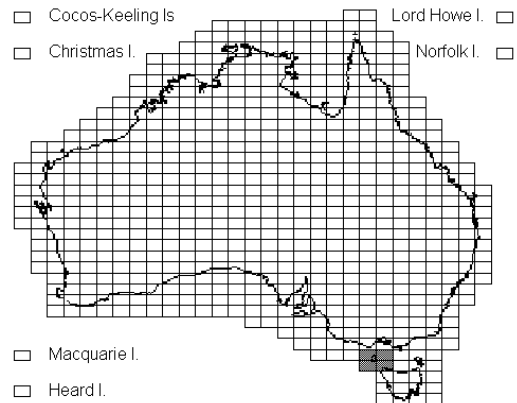 Cocos-Keeling Is
Lord Howe I.
Christmas I.
Norfolk I.
Macquarie I.
Heard I.